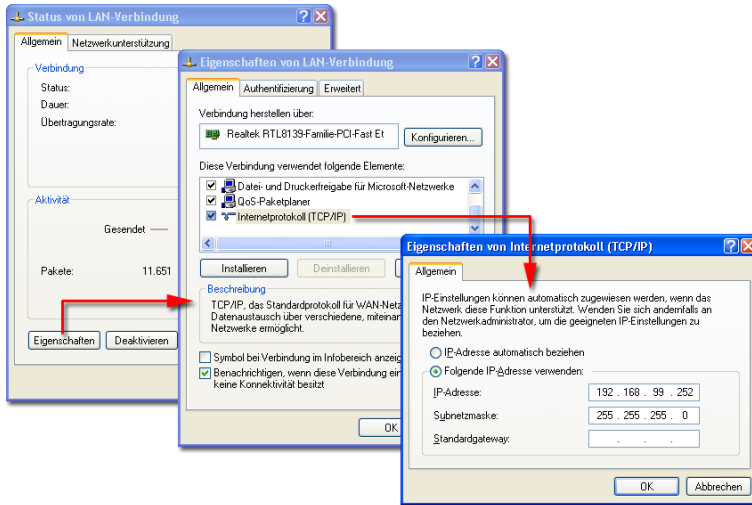 Status von LAN-Verbindung
Allgemein Netzwerkunterstützung
Verbindung
Status:
Dauer:
Übertragungsrate:
Aktivität
Gesendet
Pakete: 11.651
Eigenschaften Deaktivieren
Eigenschaften von LAN-Verbindung
Allgemein Authentifizierung Erweitert
Verbindung herstellen über:
Realtek RTL8139-Familie-PCI-Fast Et Konfigurieren...
Diese Verbindung verwendet folgende Elemente:
Datei- und Druckerfreigabe für Microsoft-Netzwerke
QoS-Paketplaner
Internetprotokoll (TCP/IP)
Installieren Deinstallieren
Beschreibung
TCP/IP, das Standardprotokoll für WAN-Netz
Datenaustausch über verschiedene, miteinan
Netzwerke ermöglicht.
Symbol bei Verbindung im Infobereich anzeig
Benachrichtigen, wenn diese Verbindung ein
keine Konnektivität besitzt
OK
Eigenschaften von Internetprotokoll (TCP/IP)
Allgemein
IP-Einstellungen können automatisch zugewiesen werden, wenn das
Netzwerk diese Funktion unterstützt. Wenden Sie sich andernfalls an
den Netzwerkadministrator, um die geeigneten IP-Einstellungen zu
beziehen.
IP-Adresse automatisch beziehen
Folgende IP-Adresse verwenden:
IP-Adresse: 192 . 168 . 99 . 252
Subnetzmaske: 255 . 255 . 255 . 0
Standardgateway: . . .
OK Abbrechen